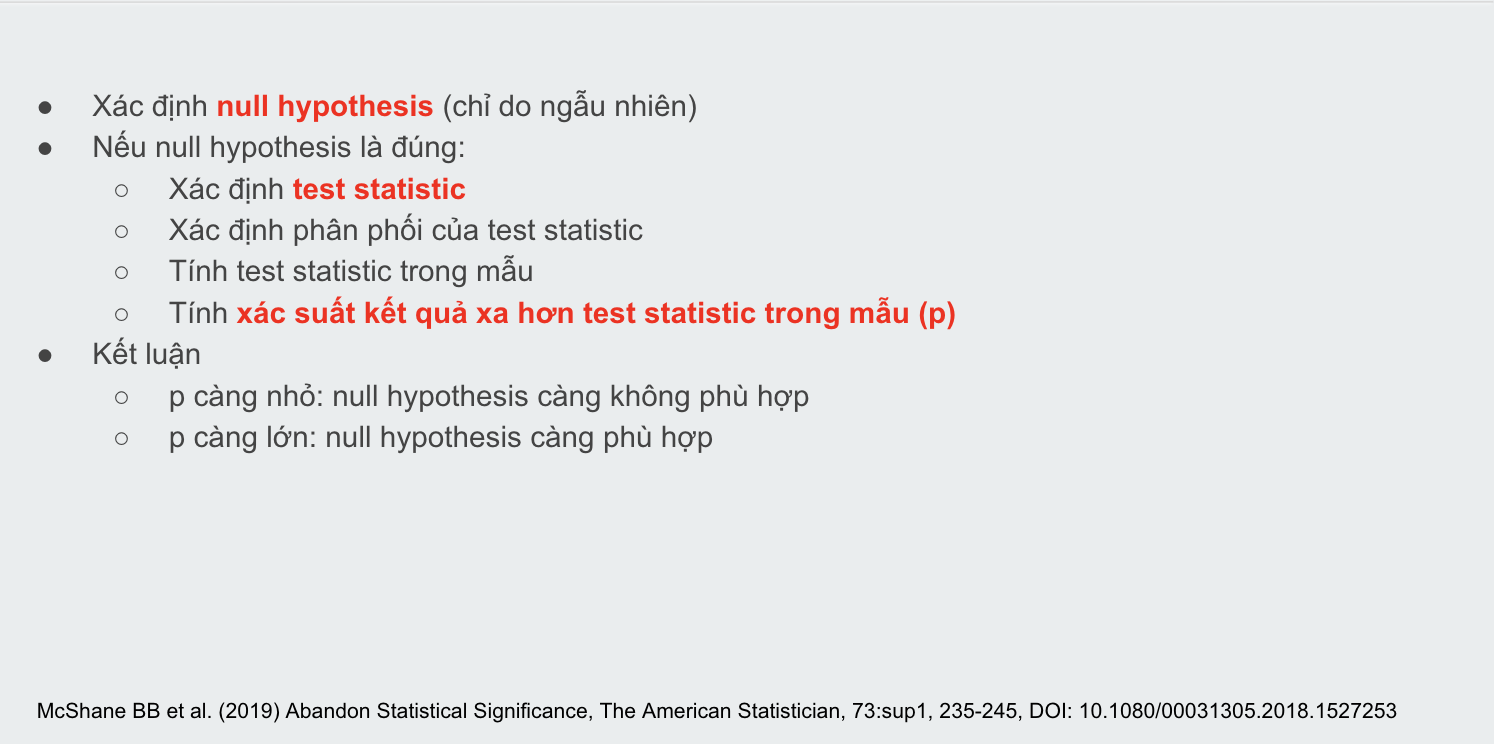 ● Xác định null hypothesis (chỉ do ngẫu nhiên)
● Nếu null hypothesis là đúng:
○ Xác định test statistic
○ Xác định phân phối của test statistic
○ Tính test statistic trong mẫu
○ Tính xác suất kết quả xa hơn test statistic trong mẫu (p)
● Kết luận
○ p càng nhỏ: null hypothesis càng không phù hợp
○ p càng lớn: null hypothesis càng phù hợp
McShane BB et al. (2019) Abandon Statistical Significance, The American Statistician, 73:sup1, 235-245, DOI: 10.1080/00031305.2018.1527253